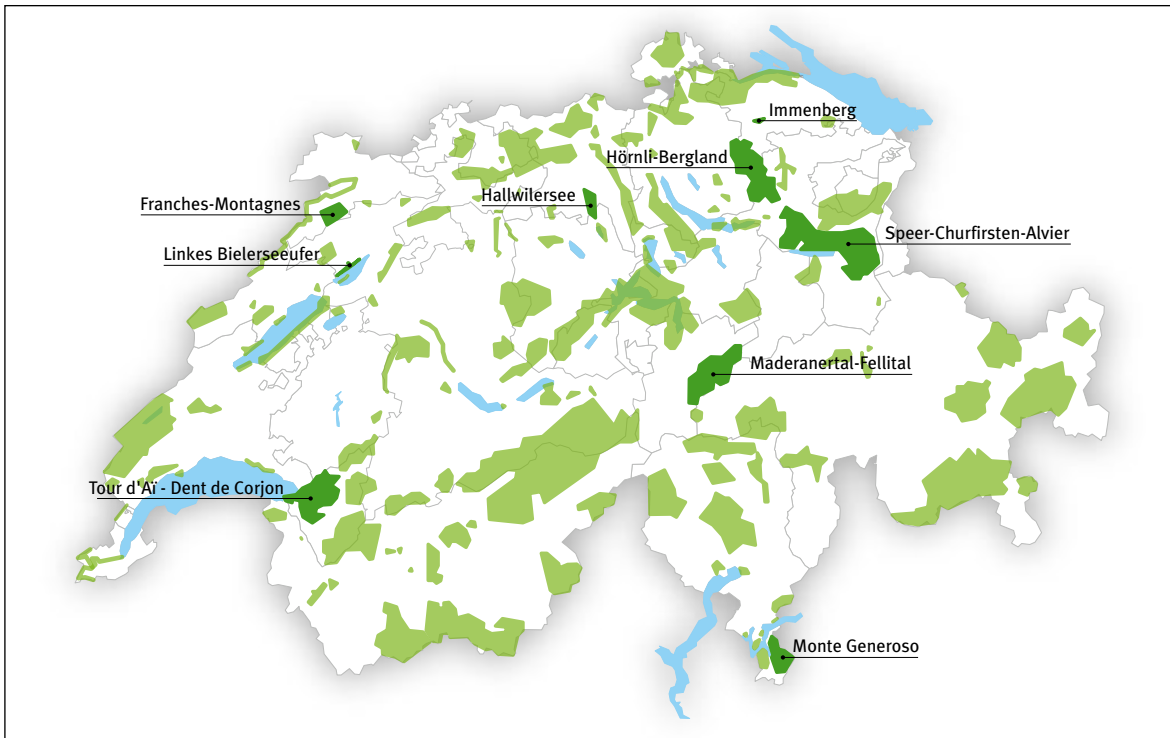 Immenberg
Hörnli-Bergland
Hallwilersee
Franches-Montagnes
Speer-Churfirsten-Alvier
Linkes Bielerseeufer
Maderanertal-Fellital
Tour d'Aï - Dent de Corjon
Monte Generoso